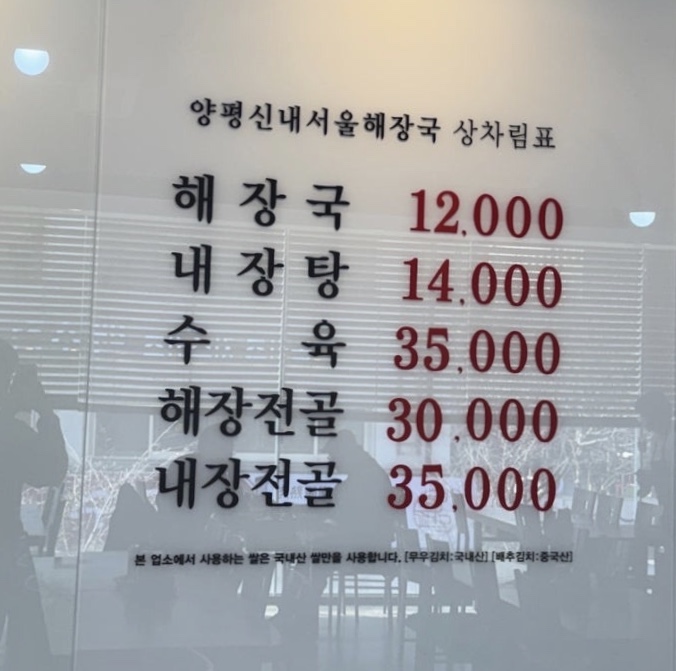 양평신내서울해장국 상차림표
해 장 국 12,000
내 장 탕 14,000
수 육 35,000
해장전골 30,000
내장전골 35,000
본 업소에서 사용하는 쌀은 국내산 쌀만을 사용합니다. [무우김치:국내산] [배추김치:중국산]